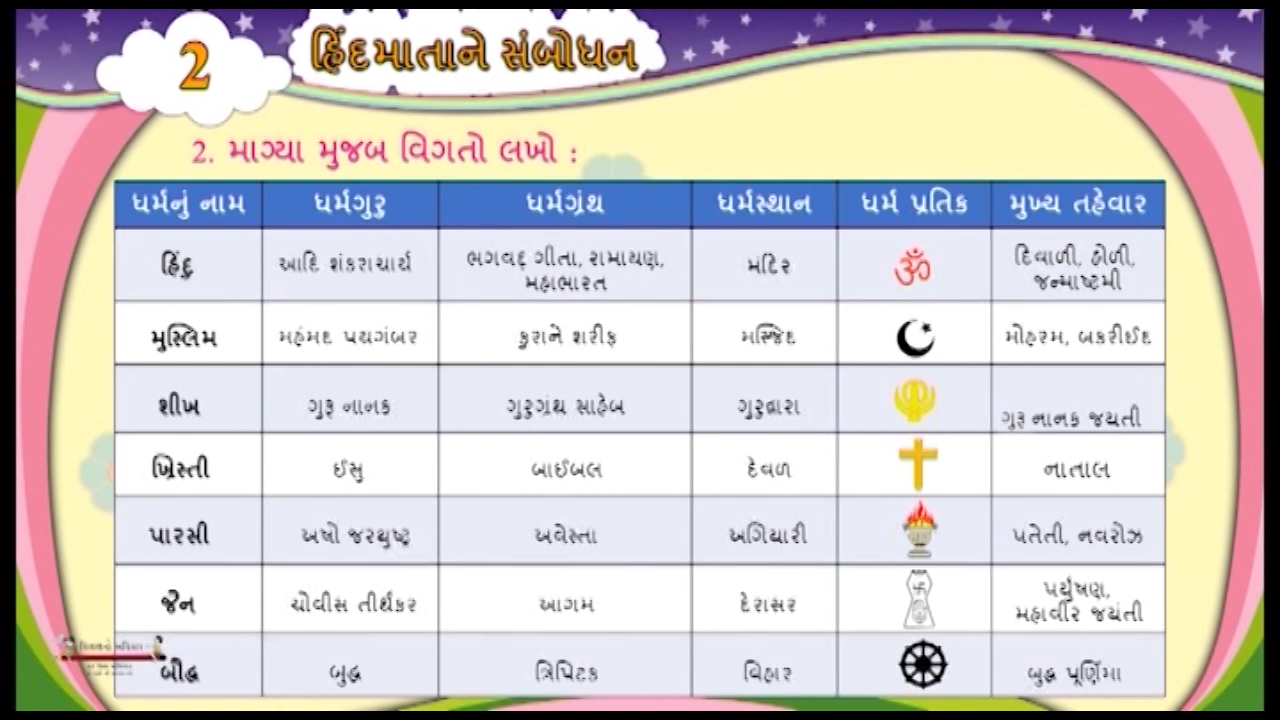 2
હિંદમાતાને સંબોધન
2. માગ્યા મુજબ વિગતો લખો :
ધર્મનું નામ ધર્મગુરુ ધર્મગ્રંથ ધર્મસ્થાન ધર્મ પ્રતિક મુખ્ય તહેવાર
હિંદુ આદિ શંકરાચાર્ય ભગવદ્ ગીતા, રામાયણ, મહાભારત મંદિર ૐ દિવાળી, હોળી, જન્માષ્ટમી
મુસ્લિમ મહંમદ પયગંબર કુરાને શરીફ મસ્જિદ મોહરમ, બકરીઈદ
શીખ ગુરૂ નાનક ગુરુગ્રંથ સાહેબ ગુરુદ્વારા ગુરૂ નાનક જયંતી
ખ્રિસ્તી ઈસુ બાઈબલ દેવળ નાતાલ
પારસી અષો જરથુષ્ટ્ર અવેસ્તા અગિયારી પતેતી, નવરોઝ
જૈન ચોવીસ તીર્થંકર આગમ દેરાસર પર્યુષણ, મહાવીર જયંતી
બૌદ્ધ બુદ્ધ ત્રિપિટક વિહાર બુદ્ધ પૂર્ણિમા